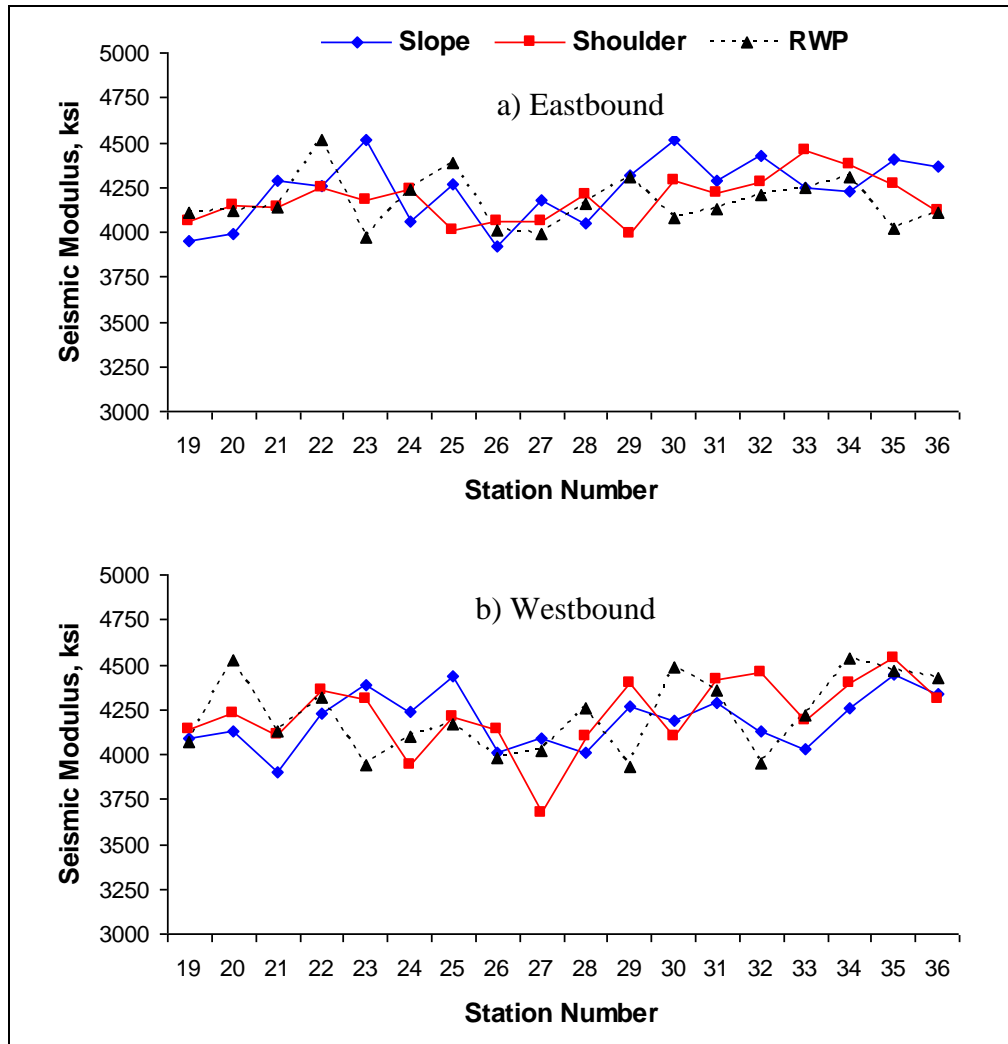 Slope Shoulder RWP
a) Eastbound
5000
4750
4500
4250
4000
3750
3500
3250
3000
Seismic Modulus, ksi
19 20 21 22 23 24 25 26 27 28 29 30 31 32 33 34 35 36
Station Number
b) Westbound
5000
4750
4500
4250
4000
3750
3500
3250
3000
Seismic Modulus, ksi
19 20 21 22 23 24 25 26 27 28 29 30 31 32 33 34 35 36
Station Number